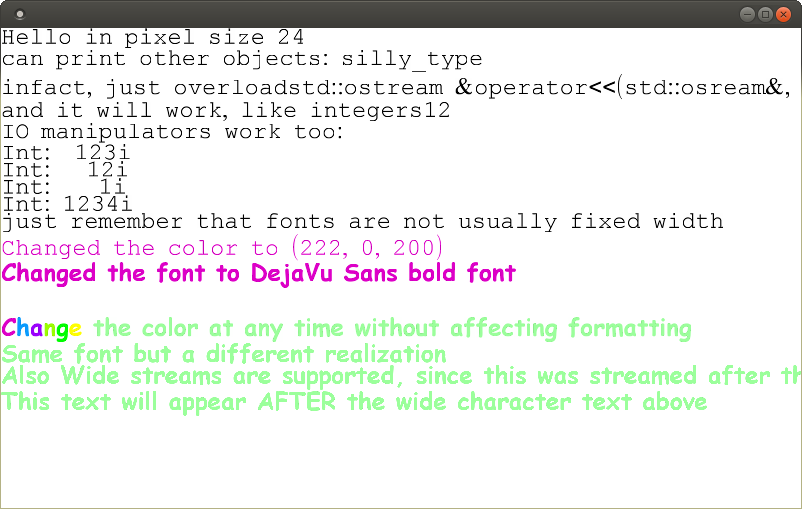 Hello in pixel size 24
can print other objects: silly_type
infact, just overloadstd::ostream &operator<<(std::osream&,
and it will work, like integers12
IO manipulators work too:
Int:  123i
Int:   12i
Int:    1i
Int: 1234i
just remember that fonts are not usually fixed width
Changed the color to (222, 0, 200)
Changed the font to DejaVu Sans bold font
Change the color at any time without affecting formatting
Same font but a different realization
Also Wide streams are supported, since this was streamed after
This text will appear AFTER the wide character text above